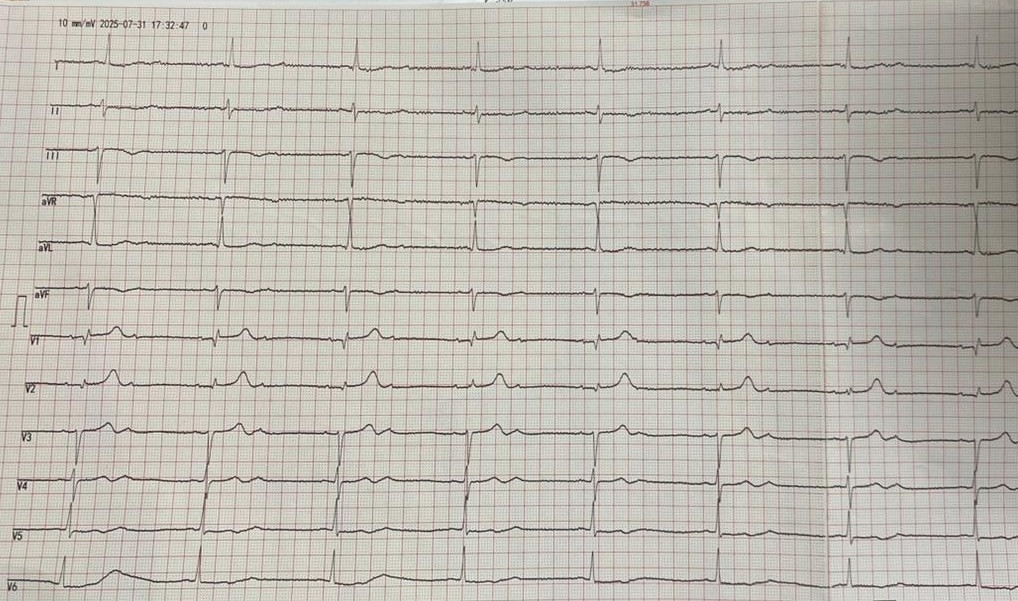 10 mm/mV 2025-07-31 17:32:47 0
I
II
III
aVR
aVL
aVF
V1
V2
V3
V4
V5
V6